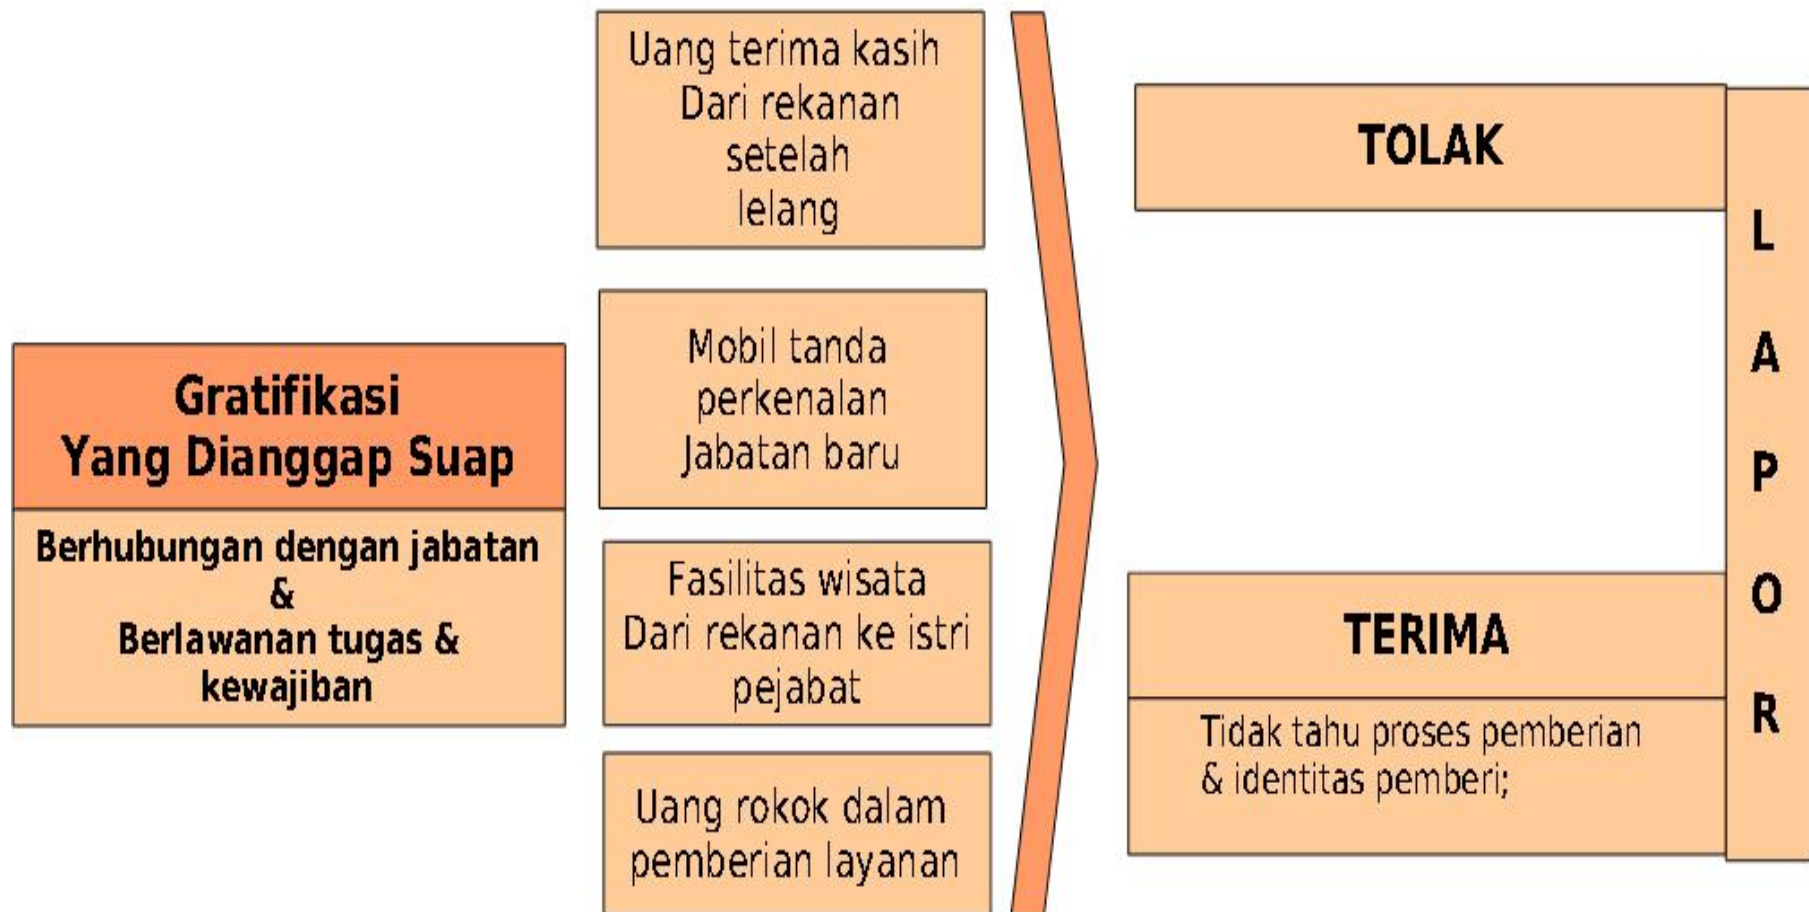 Gratifikasi
Yang Dianggap Suap
Berhubungan dengan jabatan
&
Berlawanan tugas &
kewajiban
Uang terima kasih
Dari rekanan
setelah
lelang
Mobil tanda
perkenalan
Jabatan baru
Fasilitas wisata
Dari rekanan ke istri
pejabat
Uang rokok dalam
pemberian layanan
TOLAK
TERIMA
Tidak tahu proses pemberian
& identitas pemberi;
L
A
P
O
R